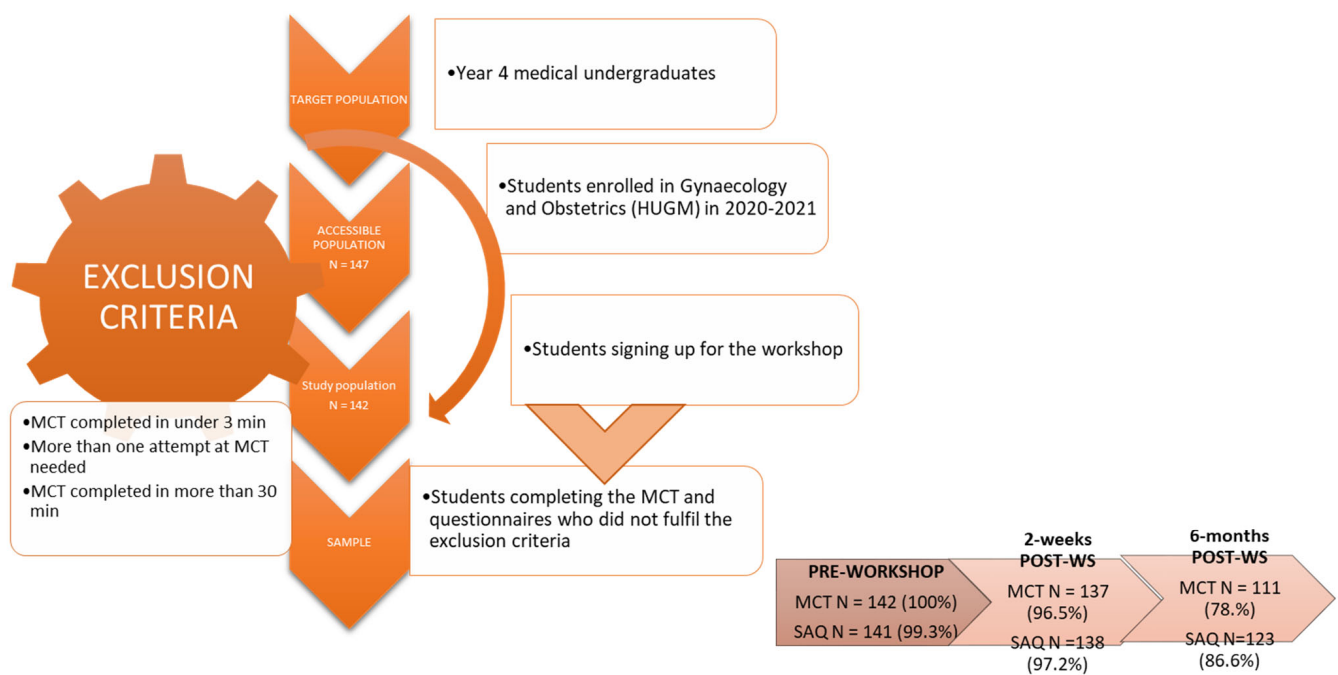 TARGET POPULATION
•Year 4 medical undergraduates
ACCESSIBLE
POPULATION
N = 147
•Students enrolled in Gynaecology
and Obstetrics (HUGM) in 2020-2021
EXCLUSION
CRITERIA
•MCT completed in under 3 min
•More than one attempt at MCT
needed
•MCT completed in more than 30
min
Study population
N = 142
•Students signing up for the workshop
SAMPLE
•Students completing the MCT and
questionnaires who did not fulfil the
exclusion criteria
PRE-WORKSHOP
MCT N = 142 (100%)
SAQ N = 141 (99.3%)
2-weeks
POST-WS
MCT N = 137
(96.5%)
SAQ N =138
(97.2%)
6-months
POST-WS
MCT N = 111
(78.%)
SAQ N=123
(86.6%)